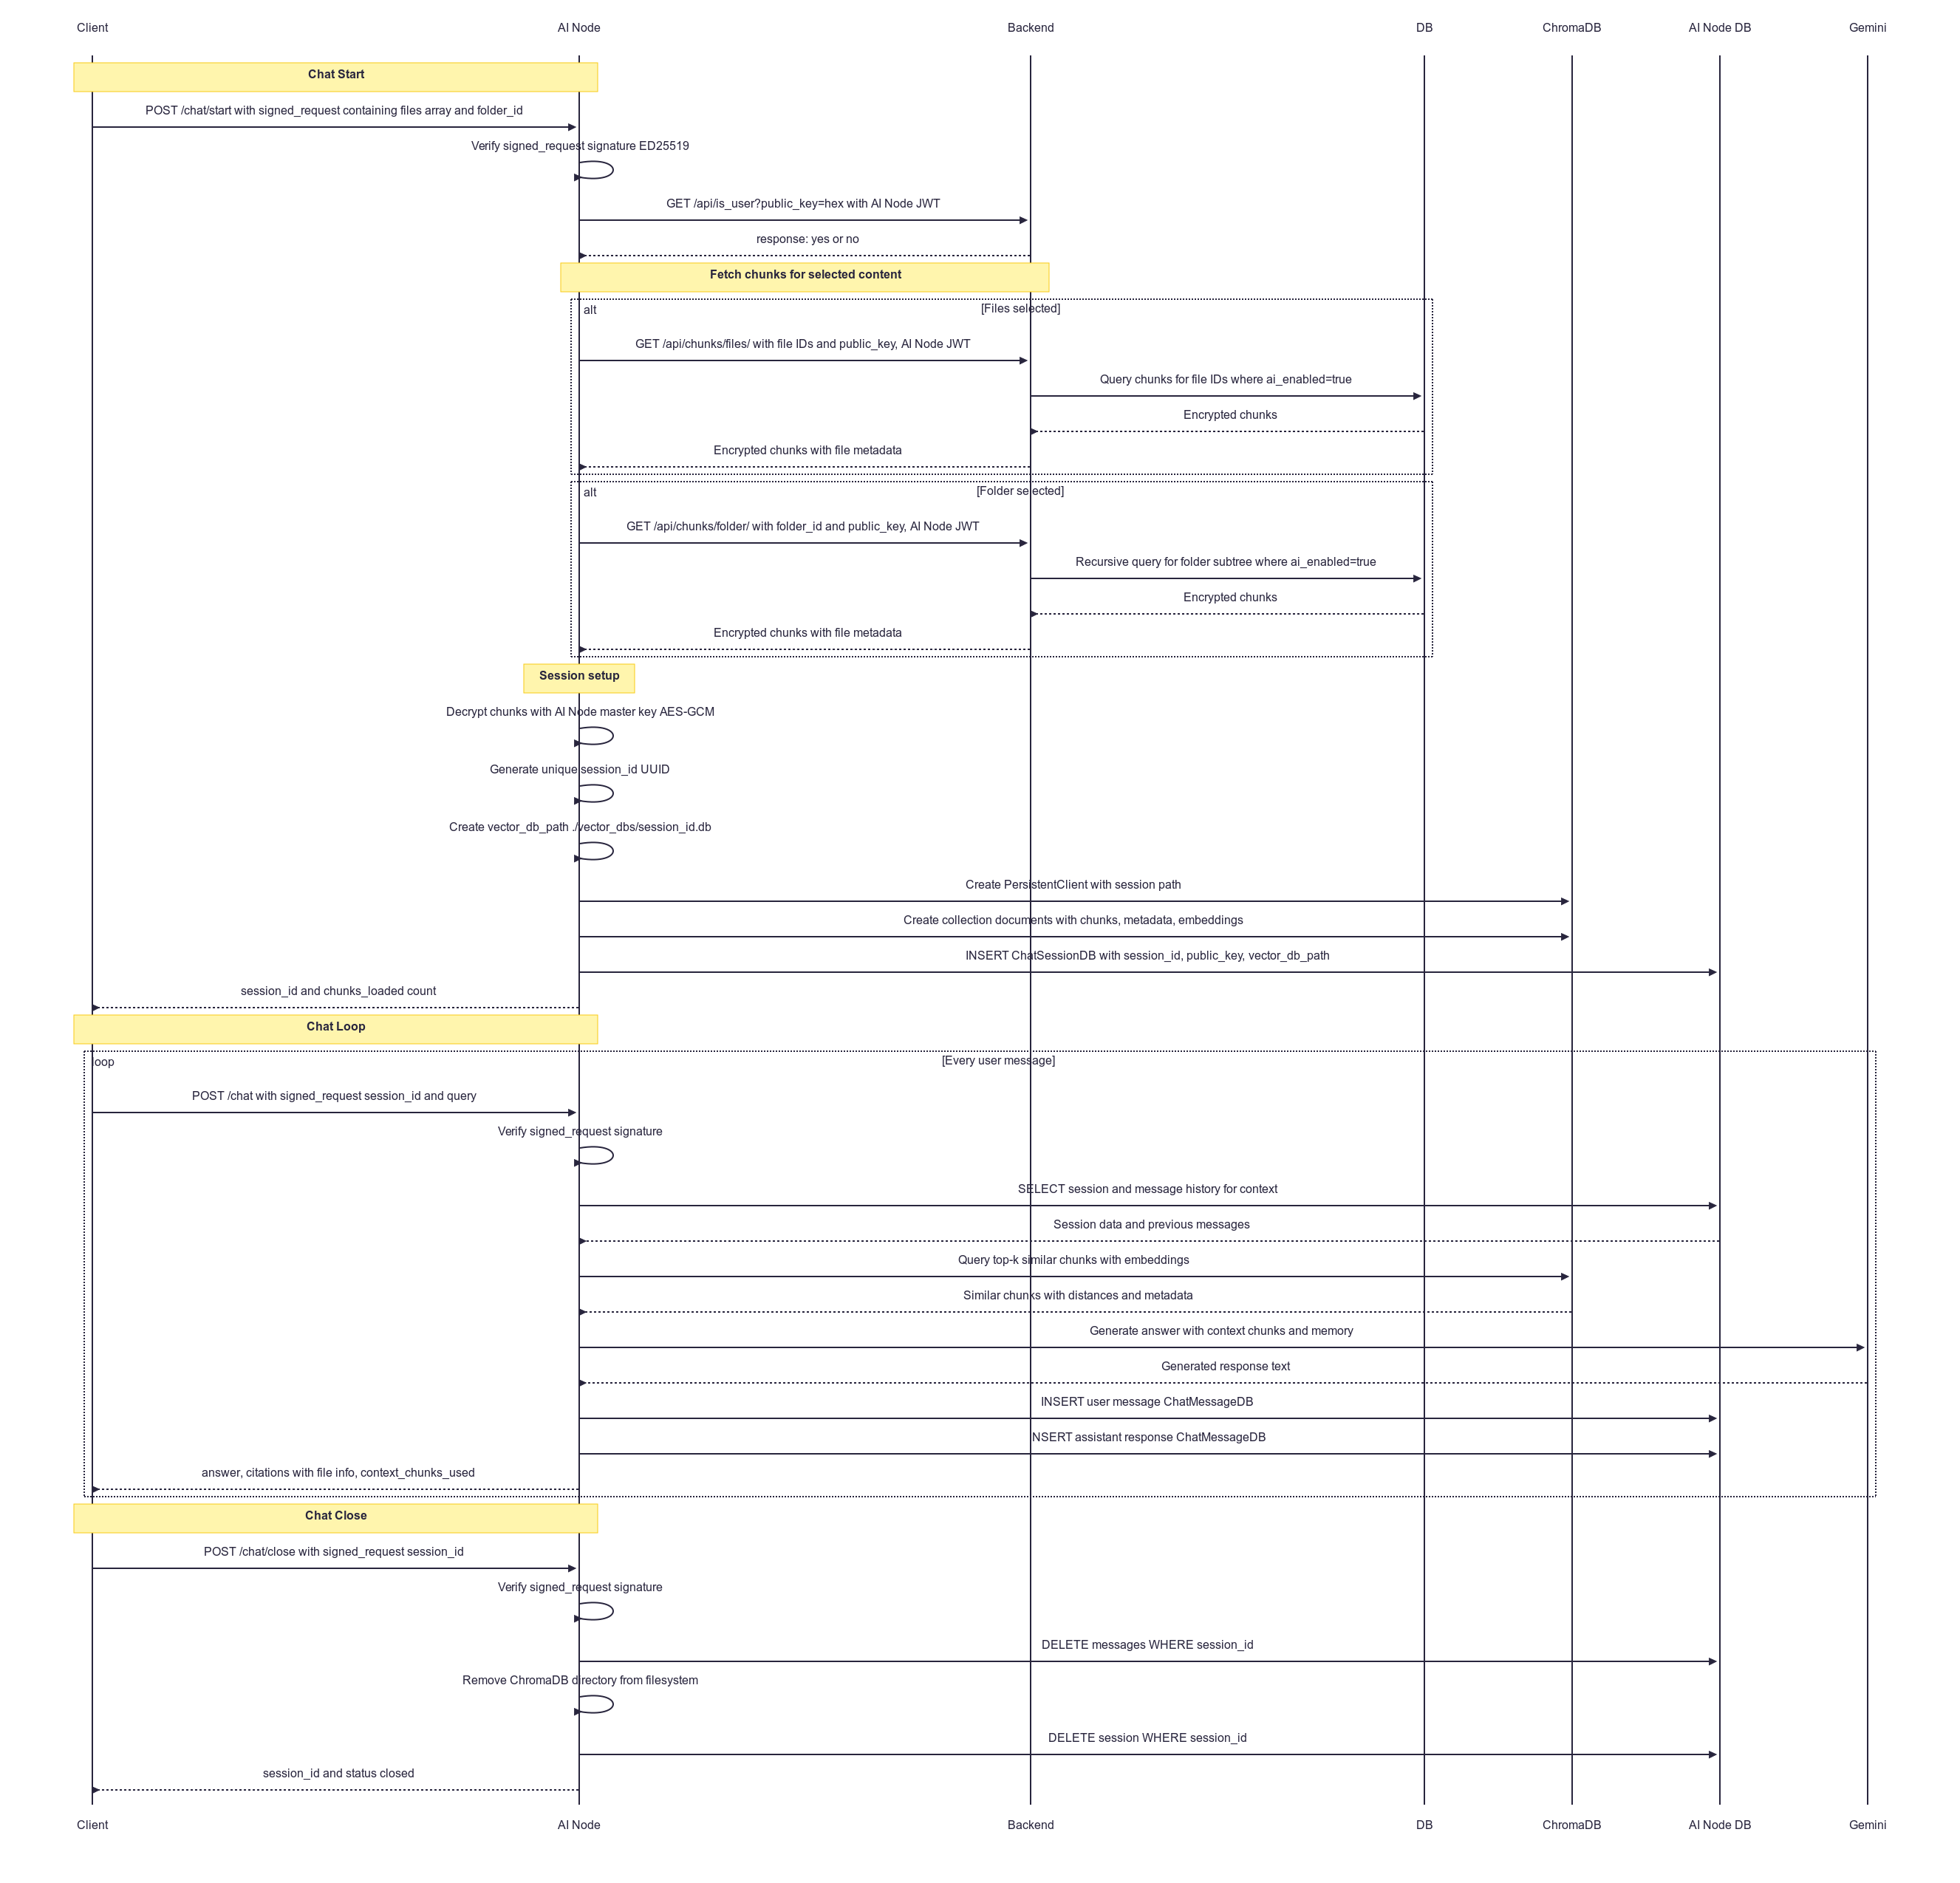 Client
AI Node
Backend
DB
ChromaDB
AI Node DB
Gemini
Chat Start
POST /chat/start with signed_request containing files array and folder_id
Verify signed_request signature ED25519
GET /api/is_user?public_key=hex with AI Node JWT
response: yes or no
Fetch chunks for selected content
alt
[Files selected]
GET /api/chunks/files/ with file IDs and public_key, AI Node JWT
Query chunks for file IDs where ai_enabled=true
Encrypted chunks
Encrypted chunks with file metadata
alt
[Folder selected]
GET /api/chunks/folder/ with folder_id and public_key, AI Node JWT
Recursive query for folder subtree where ai_enabled=true
Encrypted chunks
Encrypted chunks with file metadata
Session setup
Decrypt chunks with AI Node master key AES-GCM
Generate unique session_id UUID
Create vector_db_path ./vector_dbs/session_id.db
Create PersistentClient with session path
Create collection documents with chunks, metadata, embeddings
INSERT ChatSessionDB with session_id, public_key, vector_db_path
session_id and chunks_loaded count
Chat Loop
loop
[Every user message]
POST /chat with signed_request session_id and query
Verify signed_request signature
SELECT session and message history for context
Session data and previous messages
Query top-k similar chunks with embeddings
Similar chunks with distances and metadata
Generate answer with context chunks and memory
Generated response text
INSERT user message ChatMessageDB
INSERT assistant response ChatMessageDB
answer, citations with file info, context_chunks_used
Chat Close
POST /chat/close with signed_request session_id
Verify signed_request signature
DELETE messages WHERE session_id
Remove ChromaDB directory from filesystem
DELETE session WHERE session_id
session_id and status closed
Client
AI Node
Backend
DB
ChromaDB
AI Node DB
Gemini